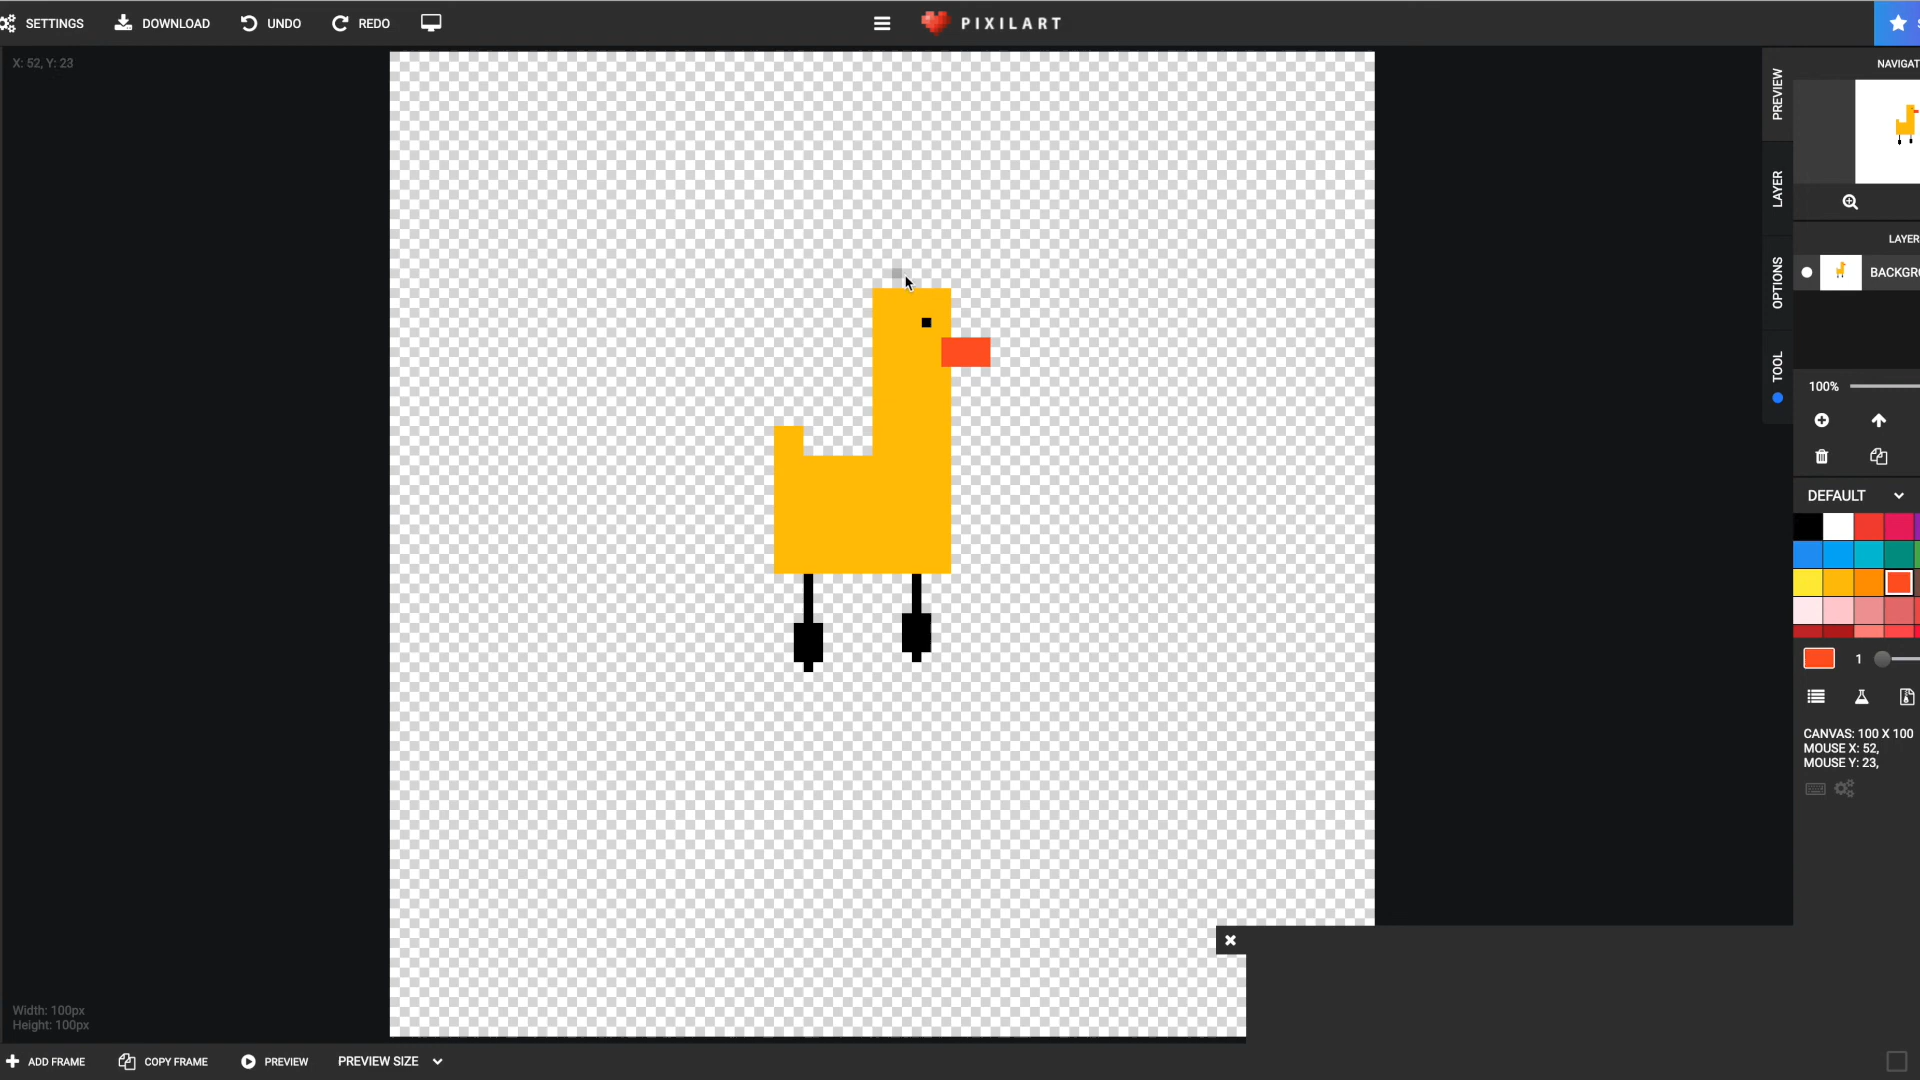 SETTINGS
DOWNLOAD
UNDO
REDO
PIXILART
X: 52, Y: 23
PREVIEW
LAYER
OPTIONS
TOOL
NAVIGAT
LAYER
BACKGRO
100%
DEFAULT
1
CANVAS: 100 X 100
MOUSE X: 52,
MOUSE Y: 23,
Width: 100px
Height: 100px
ADD FRAME
COPY FRAME
PREVIEW
PREVIEW SIZE